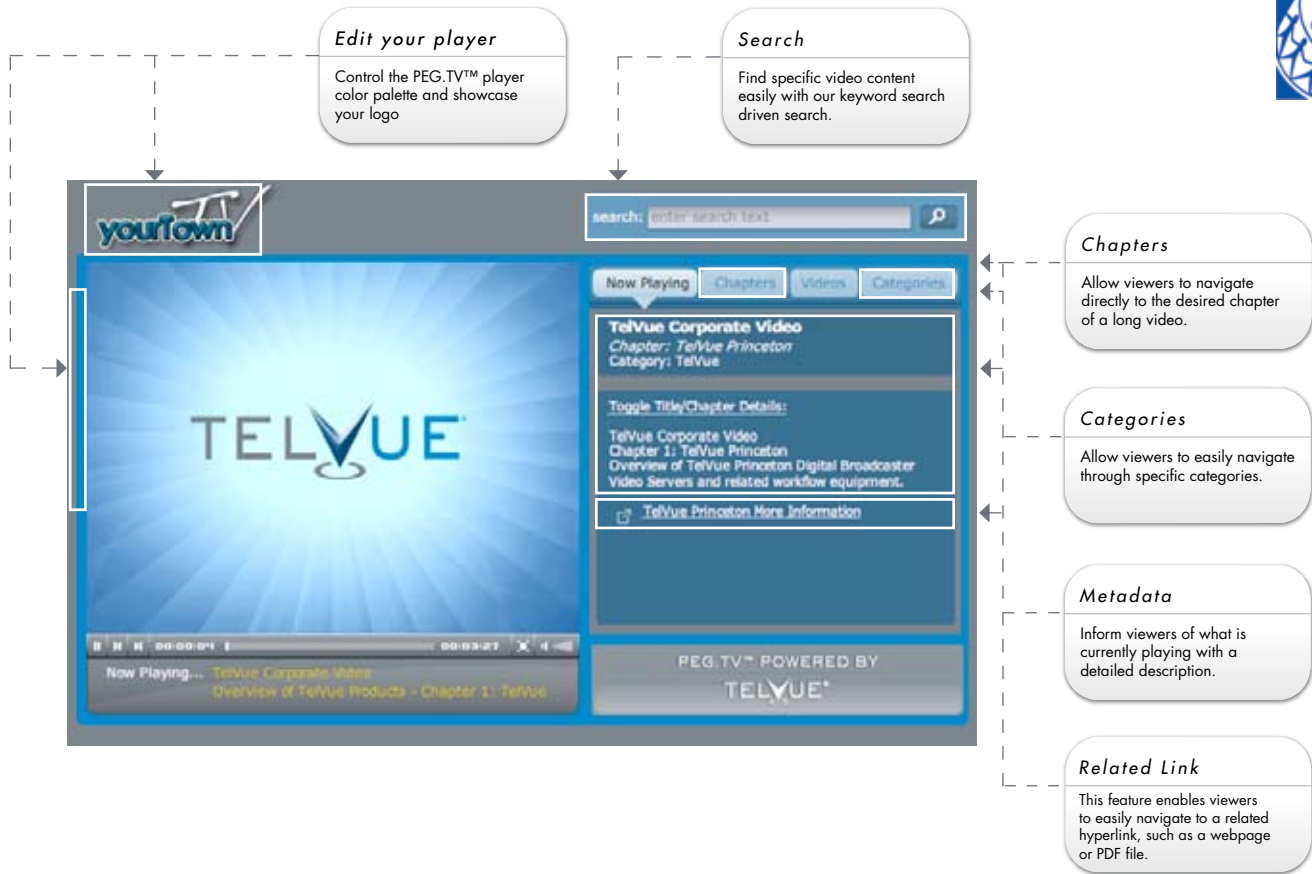 Edit your player
Control the PEG.TV™ player
color palette and showcase
your logo
Search
Find specific video content
easily with our keyword search
driven search.
yourTown TV
search: enter search text
Now Playing Chapters Videos Categories
TelVue Corporate Video
Chapter: TelVue Princeton
Category: TelVue
Toggle Title/Chapter Details:
TelVue Corporate Video
Chapter 1: TelVue Princeton
Overview of TelVue Princeton Digital Broadcaster
Video Servers and related workflow equipment.
TelVue Princeton More Information
TELVUE®
00:00:04 00:03:27
Now Playing... TelVue Corporate Video
Overview of TelVue Products - Chapter 1: TelVue
PEG.TV™ POWERED BY
TELVUE®
Chapters
Allow viewers to navigate
directly to the desired chapter
of a long video.
Categories
Allow viewers to easily navigate
through specific categories.
Metadata
Inform viewers of what is
currently playing with a
detailed description.
Related Link
This feature enables viewers
to easily navigate to a related
hyperlink, such as a webpage
or PDF file.